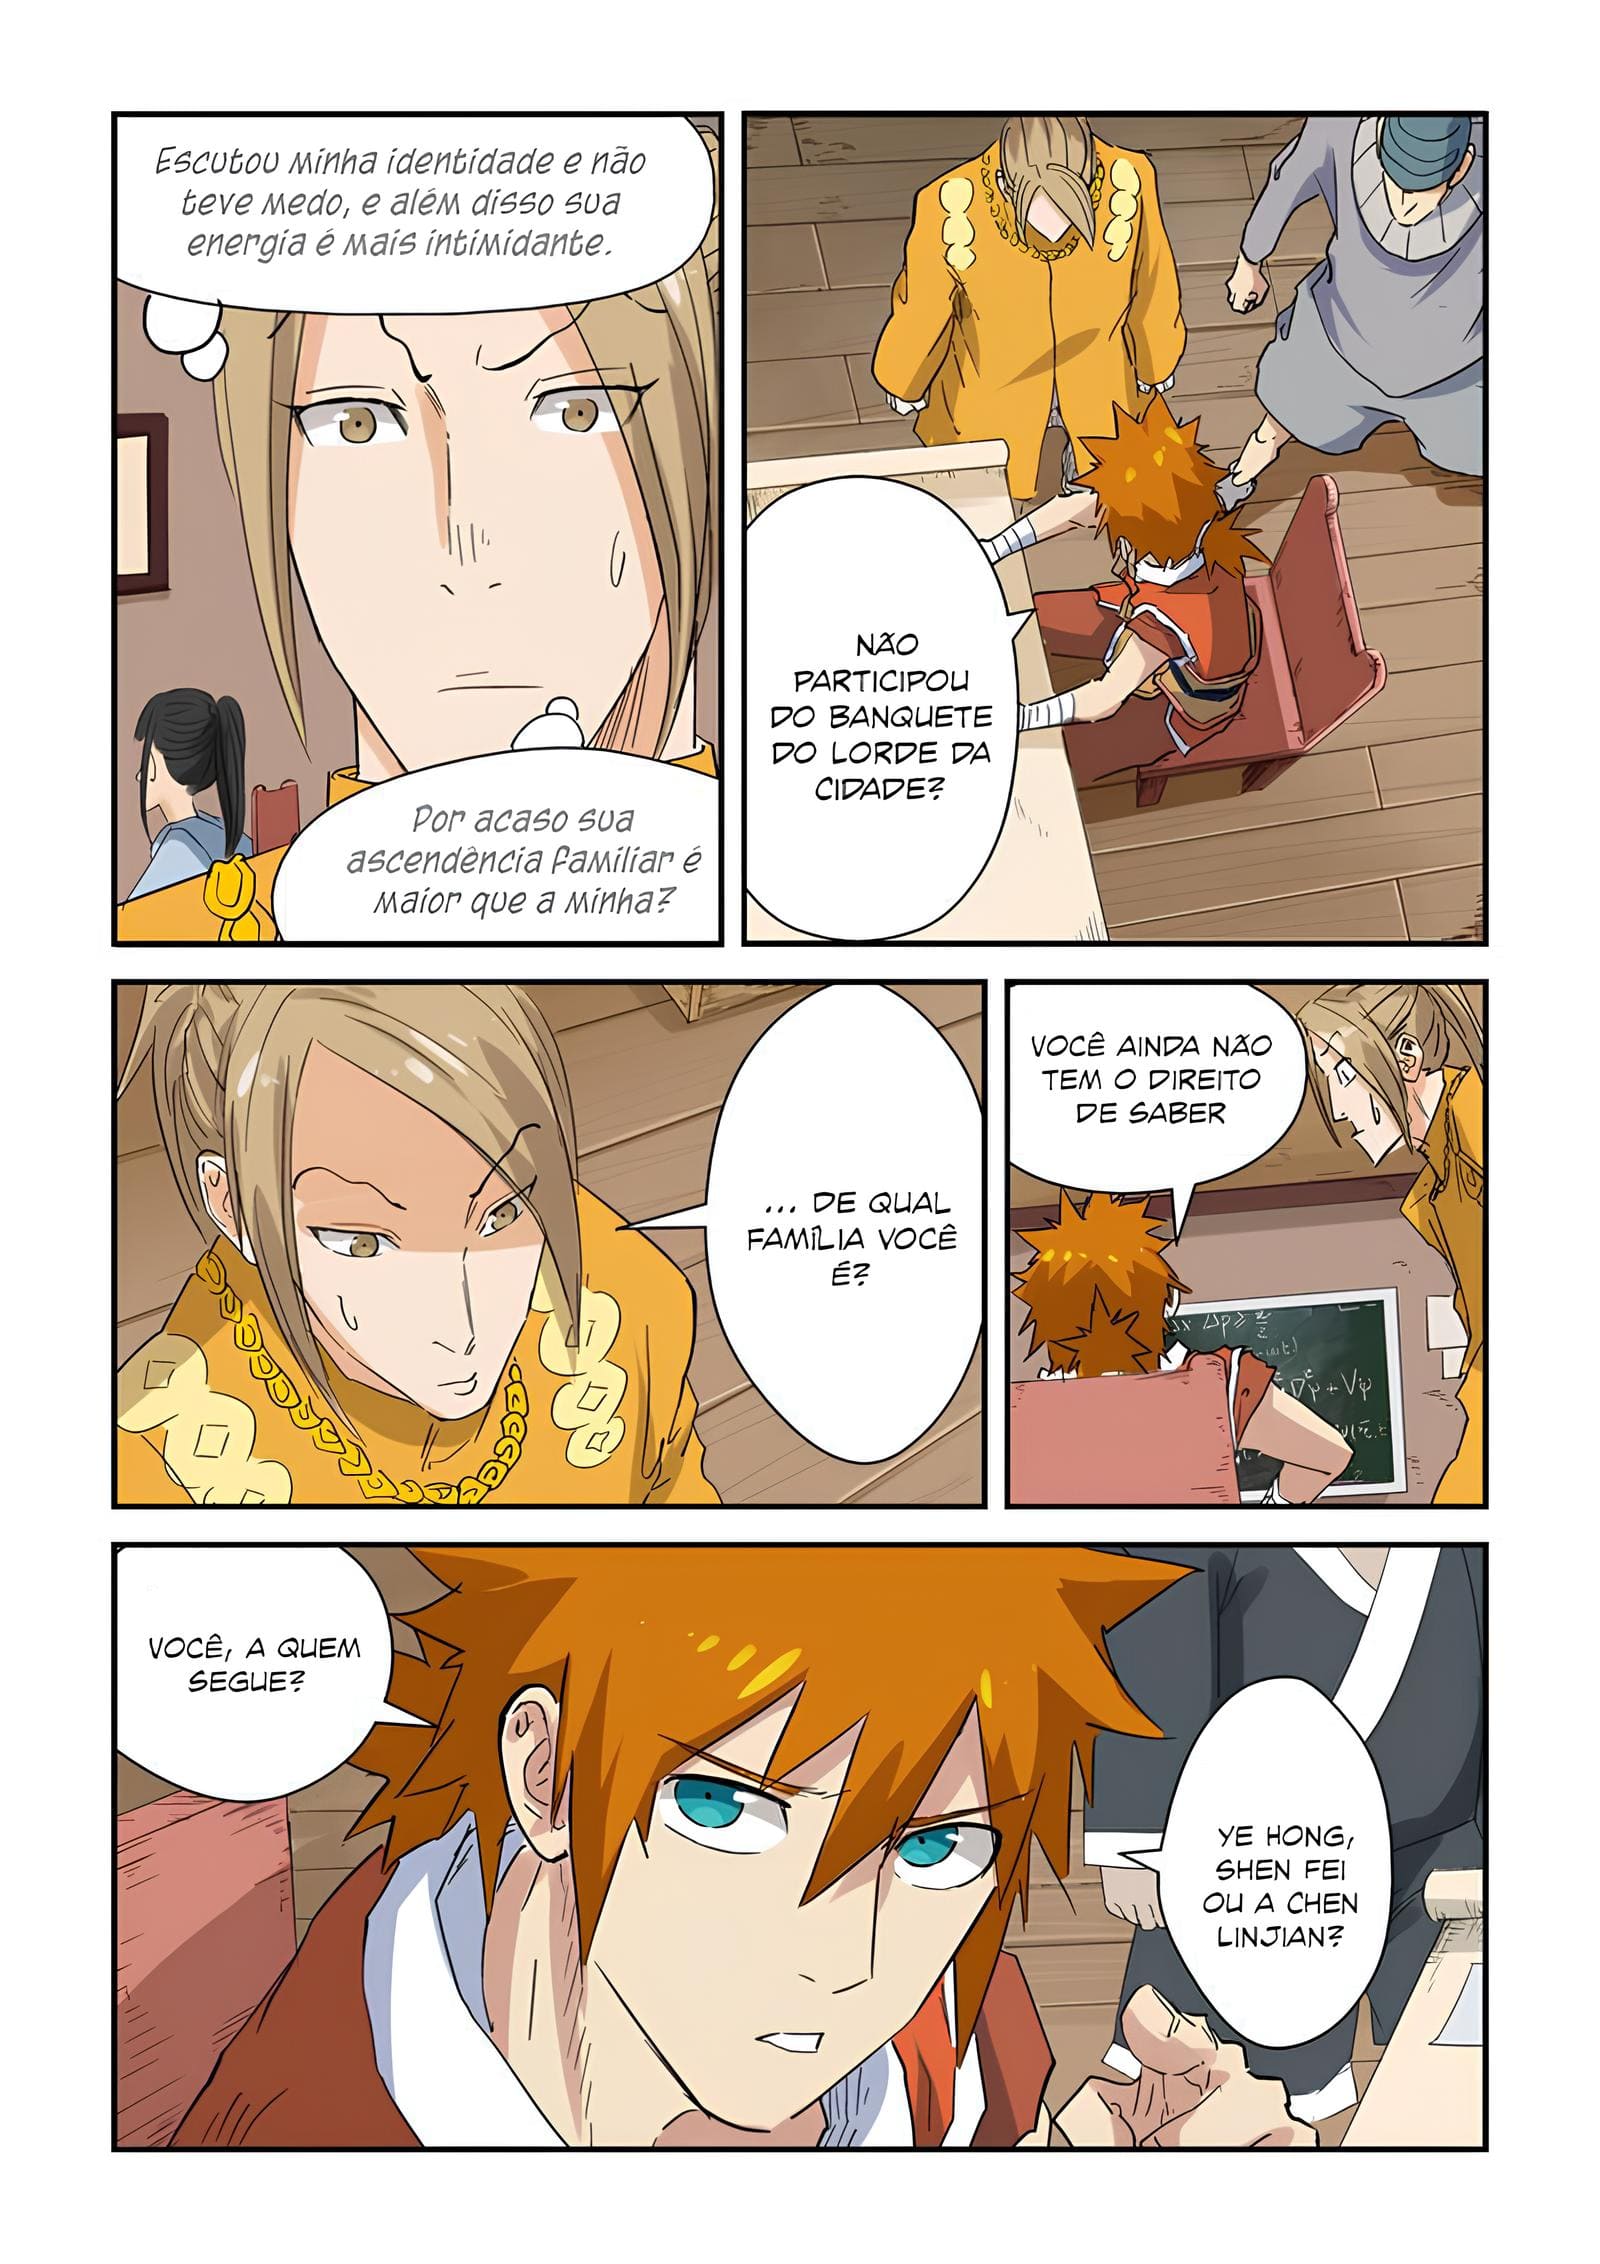 Escutou minha identidade e não
teve medo, e além disso sua
energia é mais intimidante.
Por acaso sua
ascendência familiar é
maior que a minha?
NÃO
PARTICIPOU
DO BANQUETE
DO LORDE DA
CIDADE?
... DE QUAL
FAMÍLIA VOCÊ
É?
VOCÊ AINDA NÃO
TEM O DIREITO
DE SABER
VOCÊ, A QUEM
SEGUE?
YE HONG,
SHEN FEI
OU A CHEN
LINJIAN?